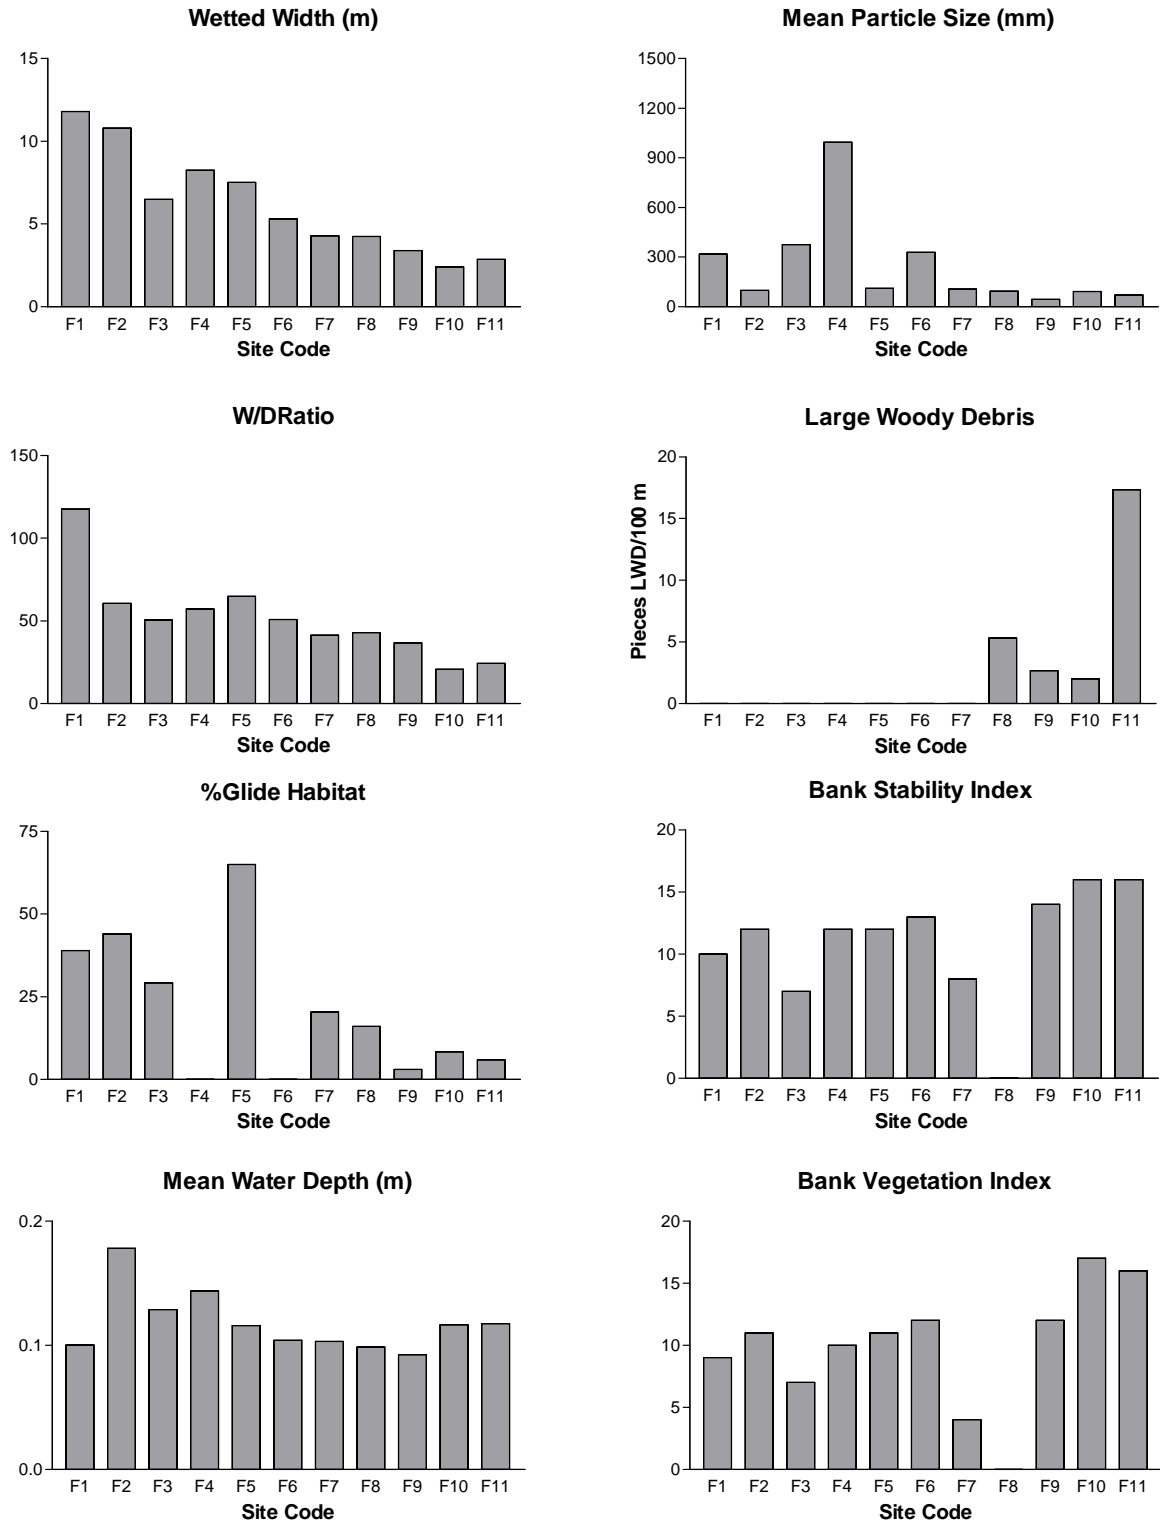 Wetted Width (m)
15
10
5
0
F1 F2 F3 F4 F5 F6 F7 F8 F9 F10 F11
Site Code
Mean Particle Size (mm)
1500
1200
900
600
300
0
F1 F2 F3 F4 F5 F6 F7 F8 F9 F10 F11
Site Code
W/DRatio
150
100
50
0
F1 F2 F3 F4 F5 F6 F7 F8 F9 F10 F11
Site Code
Large Woody Debris
Pieces LWD/100 m
20
15
10
5
0
F1 F2 F3 F4 F5 F6 F7 F8 F9 F10 F11
Site Code
%Glide Habitat
75
50
25
0
F1 F2 F3 F4 F5 F6 F7 F8 F9 F10 F11
Site Code
Bank Stability Index
20
15
10
5
0
F1 F2 F3 F4 F5 F6 F7 F8 F9 F10 F11
Site Code
Mean Water Depth (m)
0.2
0.1
0.0
F1 F2 F3 F4 F5 F6 F7 F8 F9 F10 F11
Site Code
Bank Vegetation Index
20
15
10
5
0
F1 F2 F3 F4 F5 F6 F7 F8 F9 F10 F11
Site Code